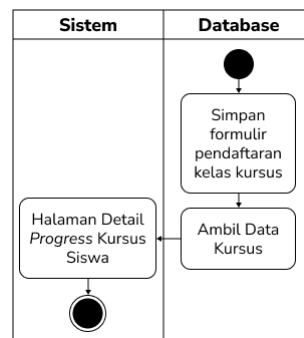 Sistem
Database
Simpan
formulir
pendaftaran
kelas kursus
Halaman Detail
Progress Kursus
Siswa
Ambil Data
Kursus